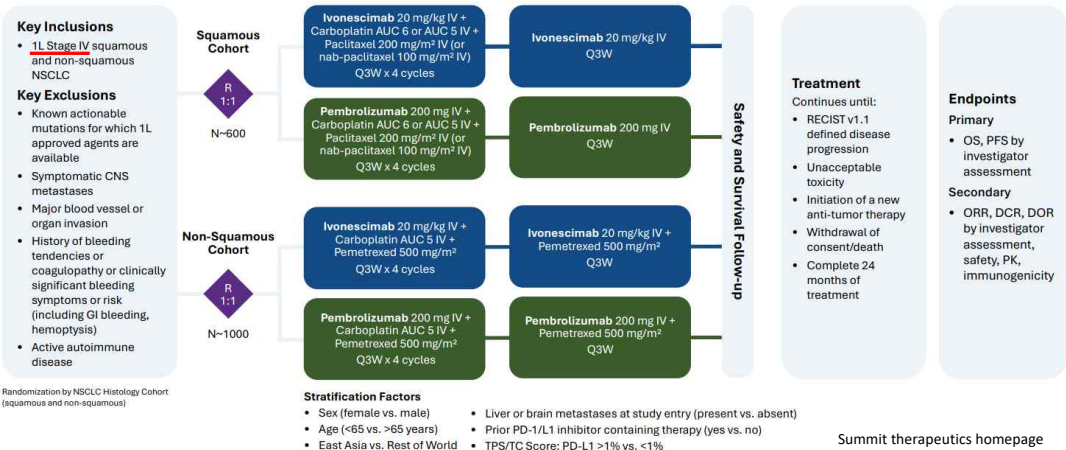 Key Inclusions
• 1L Stage IV squamous
and non-squamous
NSCLC
Key Exclusions
• Known actionable
mutations for which 1L
approved agents are
available
• Symptomatic CNS
metastases
• Major blood vessel or
organ invasion
• History of bleeding
tendencies or
coagulopathy or clinically
significant bleeding
symptoms or risk
(including GI bleeding,
hemoptysis)
• Active autoimmune
disease
Randomization by NSCLC Histology Cohort
(squamous and non-squamous)
Squamous
Cohort
R
1:1
N~600
Ivonescimab 20 mg/kg IV +
Carboplatin AUC 6 or AUC 5 IV +
Paclitaxel 200 mg/m² IV (or
nab-paclitaxel 100 mg/m² IV)
Q3W x 4 cycles
Ivonescimab 20 mg/kg IV
Q3W
Pembrolizumab 200 mg IV +
Carboplatin AUC 6 or AUC 5 IV +
Paclitaxel 200 mg/m² IV (or
nab-paclitaxel 100 mg/m² IV)
Q3W x 4 cycles
Pembrolizumab 200 mg IV
Q3W
Non-Squamous
Cohort
R
1:1
N~1000
Ivonescimab 20 mg/kg IV +
Carboplatin AUC 5 IV +
Pemetrexed 500 mg/m²
Q3W x 4 cycles
Ivonescimab 20 mg/kg IV +
Pemetrexed 500 mg/m²
Q3W
Pembrolizumab 200 mg IV +
Carboplatin AUC 5 IV +
Pemetrexed 500 mg/m²
Q3W x 4 cycles
Pembrolizumab 200 mg IV +
Pemetrexed 500 mg/m²
Q3W
Safety and Survival Follow-up
Treatment
Continues until:
• RECIST v1.1
defined disease
progression
• Unacceptable
toxicity
• Initiation of a new
anti-tumor therapy
• Withdrawal of
consent/death
• Complete 24
months of
treatment
Endpoints
Primary
• OS, PFS by
investigator
assessment
Secondary
• ORR, DCR, DOR
by investigator
assessment,
safety, PK,
immunogenicity
Stratification Factors
• Sex (female vs. male)
• Age (<65 vs. >65 years)
• East Asia vs. Rest of World
• Liver or brain metastases at study entry (present vs. absent)
• Prior PD-1/L1 inhibitor containing therapy (yes vs. no)
• TPS/TC Score: PD-L1 >1% vs. <1%
Summit therapeutics homepage